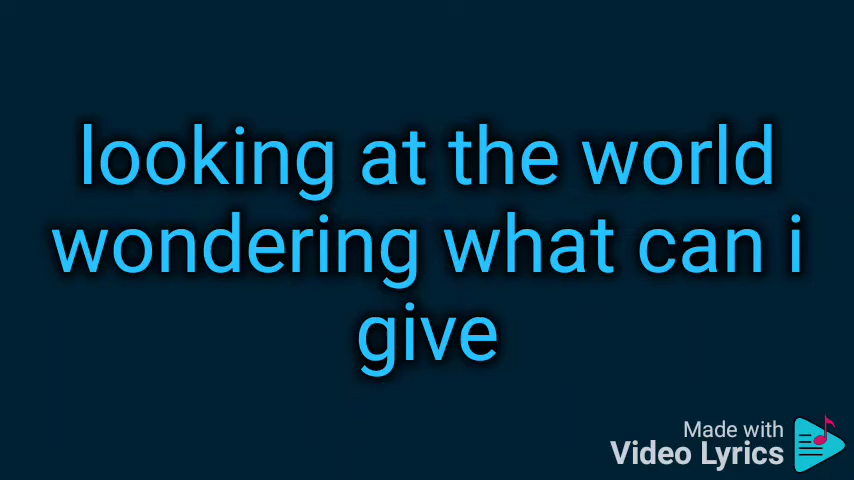 looking at the world
wondering what can i
give
Made with
Video Lyrics